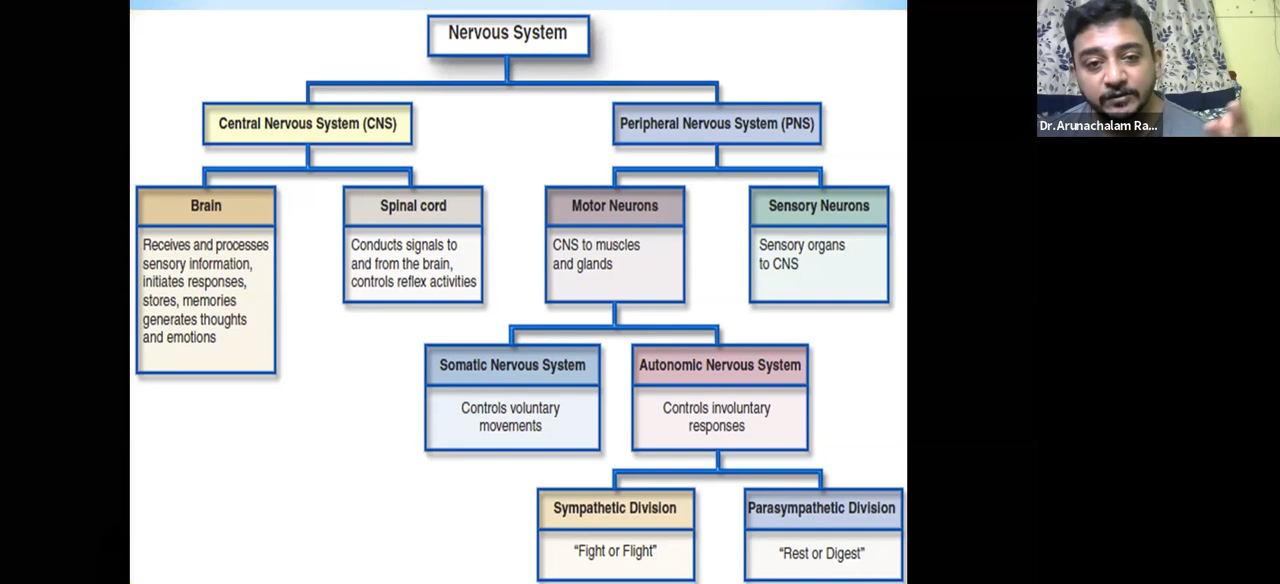 Nervous System
Central Nervous System (CNS)
Peripheral Nervous System (PNS)
Brain
Receives and processes
sensory information,
initiates responses,
stores, memories
generates thoughts
and emotions
Spinal cord
Conducts signals to
and from the brain,
controls reflex activities
Motor Neurons
CNS to muscles
and glands
Sensory Neurons
Sensory organs
to CNS
Somatic Nervous System
Controls voluntary
movements
Autonomic Nervous System
Controls involuntary
responses
Sympathetic Division
“Fight or Flight”
Parasympathetic Division
“Rest or Digest”
Dr. Arunachalam Ra...